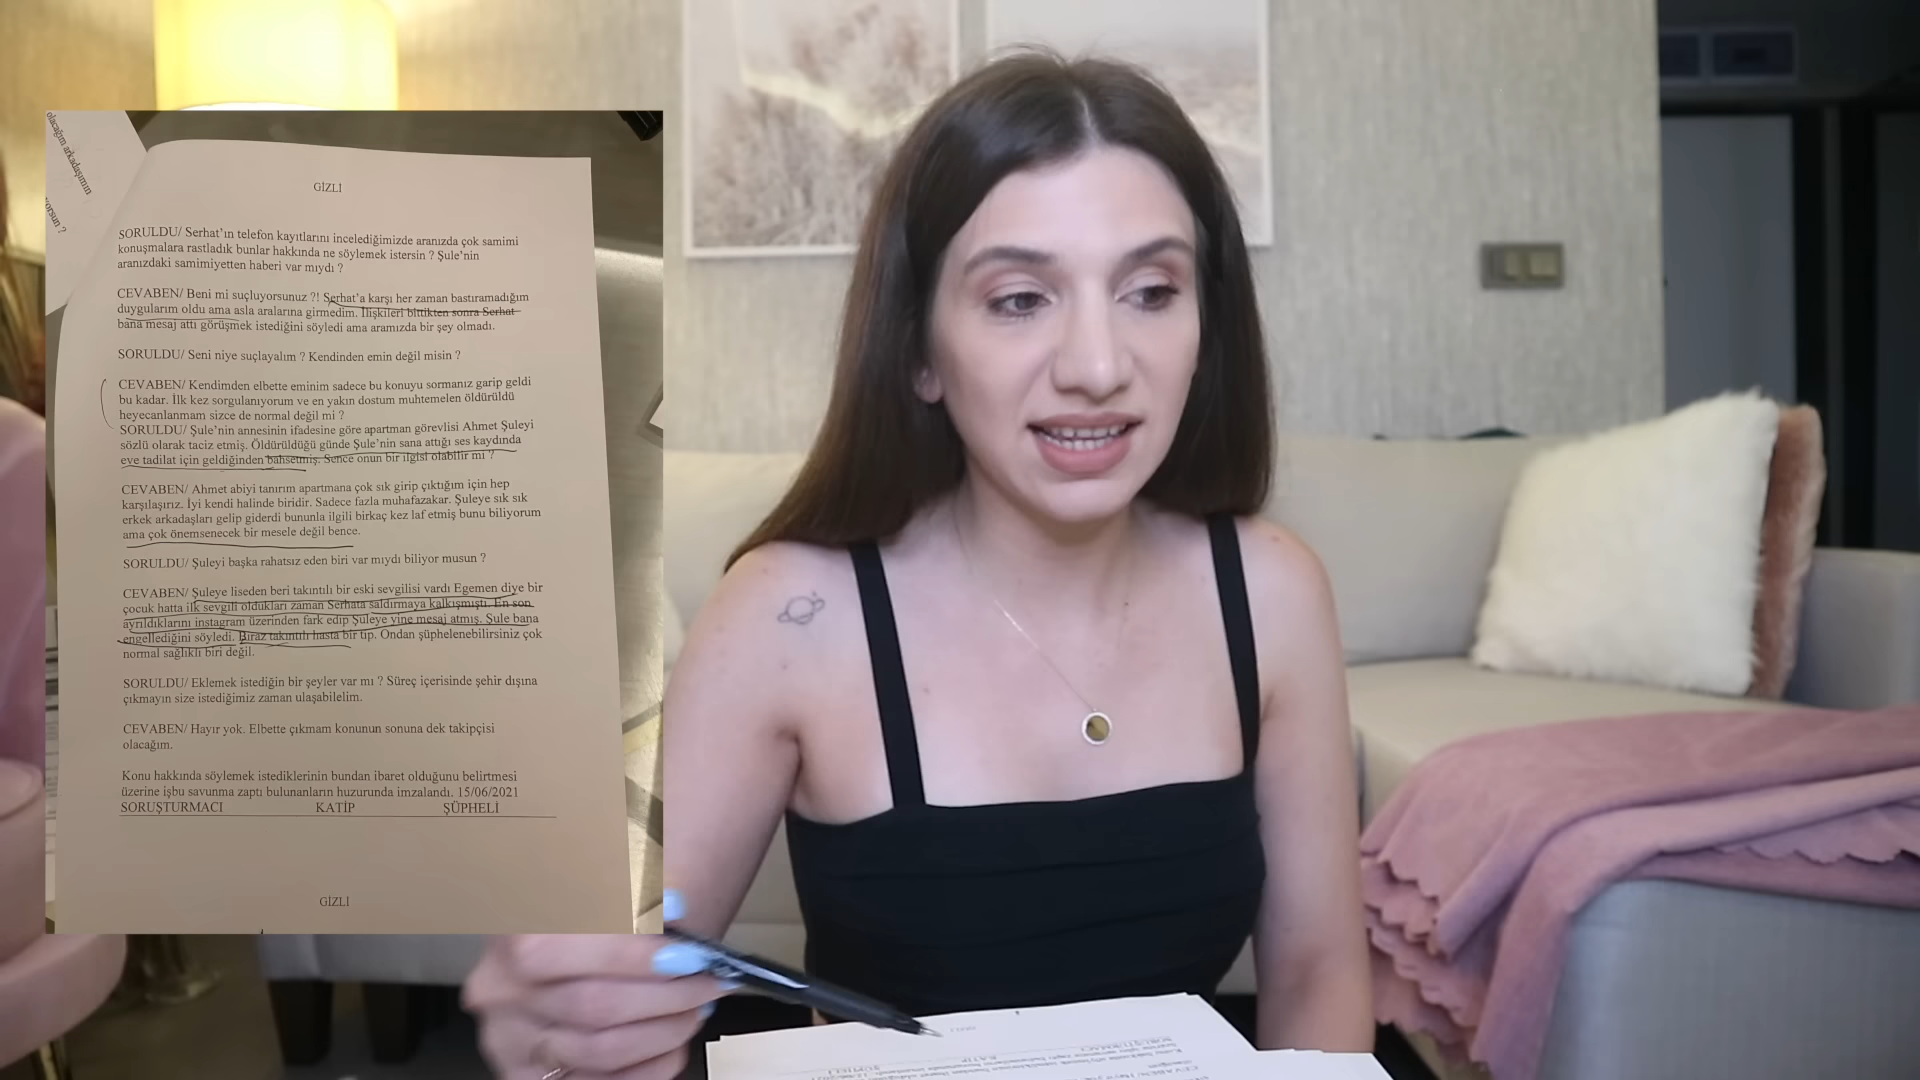 olacağım arkadaşımın
yorsun ?
GİZLİ
SORULDU/ Serhat'ın telefon kayıtlarını incelediğimizde aranızda çok samimi
konuşmalara rastladık bunlar hakkında ne söylemek istersin ? Şule'nin
aranızdaki samimiyetten haberi var mıydı ?
CEVABEN/ Beni mi suçluyorsunuz ?! Serhat'a karşı her zaman bastıramadığım
duygularım oldu ama asla aralarına girmedim. İlişkileri bittikten sonra Serhat
bana mesaj attı görüşmek istediğini söyledi ama aramızda bir şey olmadı.
SORULDU/ Seni niye suçlayalım ? Kendinden emin değil misin ?
CEVABEN/ Kendimden elbette eminim sadece bu konuyu sormanız garip geldi
bu kadar. İlk kez sorgulanıyorum ve en yakın dostum muhtemelen öldürüldü
heyecanlanmam sizce de normal değil mi ?
SORULDU/ Şule'nin annesinin ifadesine göre apartman görevlisi Ahmet Şuleyi
sözlü olarak taciz etmiş. Öldürüldüğü günde Şule'nin sana attığı ses kaydında
eve tadilat için geldiğinden bahsetmiş. Sence onun bir ilgisi olabilir mi ?
CEVABEN/ Ahmet abiyi tanırım apartmana çok sık girip çıktığım için hep
karşılaşırız. İyi kendi halinde biridir. Sadece fazla muhafazakar. Şuleye sık sık
erkek arkadaşları gelip giderdi bununla ilgili birkaç kez laf etmiş bunu biliyorum
ama çok önemsenecek bir mesele değil bence.
SORULDU/ Şuleyi başka rahatsız eden biri var mıydı biliyor musun ?
CEVABEN/ Şuleye liseden beri takıntılı bir eski sevgilisi vardı Egemen diye bir
çocuk hatta ilk sevgili oldukları zaman Serhata saldırmaya kalkışmıştı. En son
ayrıldıklarını instagram üzerinden fark edip Şuleye yine mesaj atmış. Şule bana
engellediğini söyledi. Biraz takıntılı hasta bir tip. Ondan şüphelenebilirsiniz çok
normal sağlıklı biri değil.
SORULDU/ Eklemek istediğin bir şeyler var mı ? Süreç içerisinde şehir dışına
çıkmayın size istediğimiz zaman ulaşabilelim.
CEVABEN/ Hayır yok. Elbette çıkmam konunun sonuna dek takipçisi
olacağım.
Konu hakkında söylemek istediklerinin bundan ibaret olduğunu belirtmesi
üzerine işbu savunma zaptı bulunanların huzurunda imzalandı. 15/06/2021
SORUŞTURMACI KATİP ŞÜPHELİ
GİZLİ
GİZLİ
SORUŞTURMACI KATİP ŞÜPHELİ